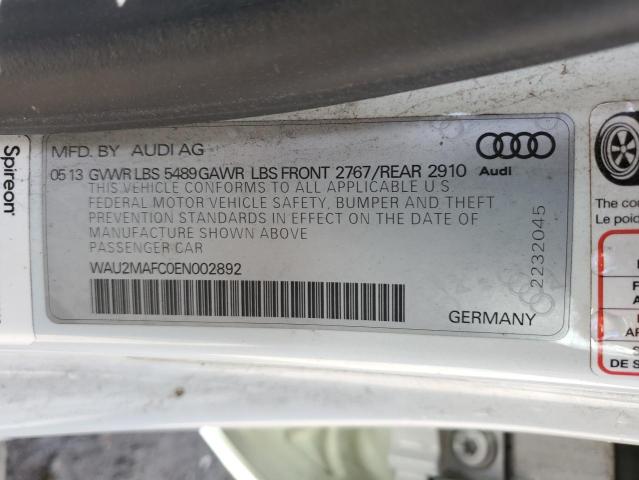 MFD. BY AUDI AG
Audi
05 13 GVWR LBS 5489 GAWR LBS FRONT 2767/REAR 2910
THIS VEHICLE CONFORMS TO ALL APPLICABLE U.S.
FEDERAL MOTOR VEHICLE SAFETY, BUMPER AND THEFT
PREVENTION STANDARDS IN EFFECT ON THE DATE OF
MANUFACTURE SHOWN ABOVE
PASSENGER CAR
WAU2MAFC0EN002892
GERMANY
2232045
Spireon
The co
Le poi
DE S